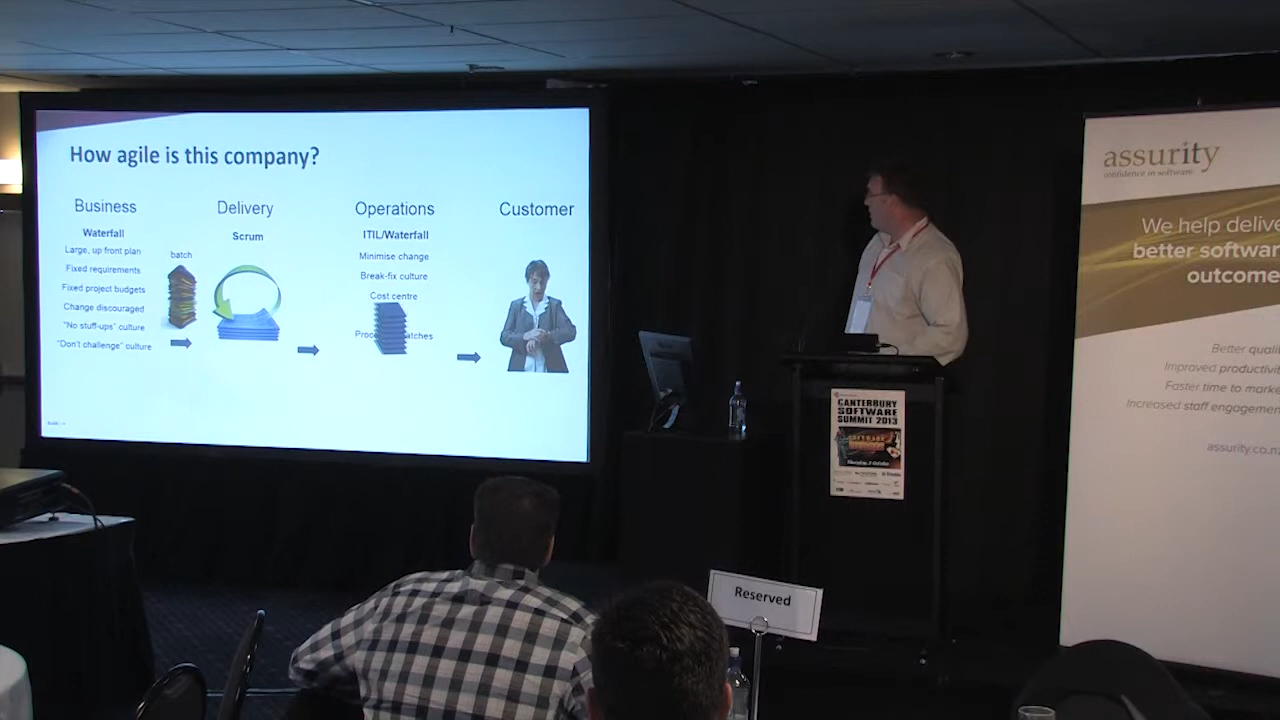 How agile is this company?
Business
Waterfall
Large, up front plan
Fixed requirements
Fixed project budgets
Change discouraged
"No stuff-ups" culture
"Don't challenge" culture
batch
Delivery
Scrum
Operations
ITIL/Waterfall
Minimise change
Break-fix culture
Cost centre
Customer
CANTERBURY
SOFTWARE
SUMMIT 2013
Reserved
assurity
confidence in software
We help delive
better softwar
outcome
Better quali
Improved productivit
Faster time to marke
Increased staff engagemen
assurity.co.nz